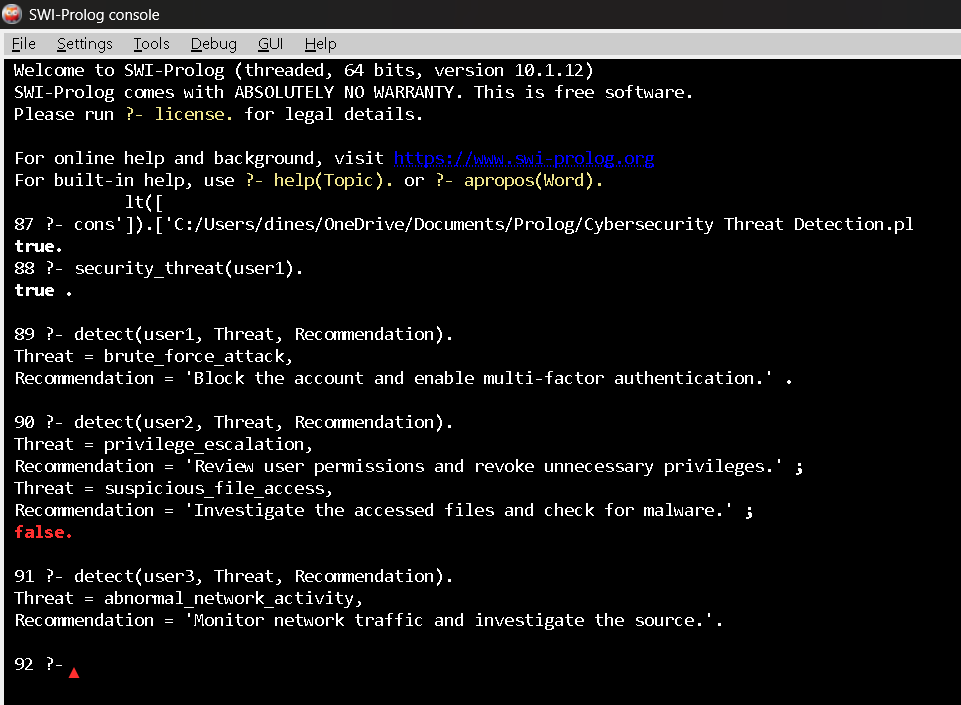 SWI-Prolog console
File Settings Tools Debug GUI Help
Welcome to SWI-Prolog (threaded, 64 bits, version 10.1.12)
SWI-Prolog comes with ABSOLUTELY NO WARRANTY. This is free software.
Please run ?- license. for legal details.
For online help and background, visit https://www.swi-prolog.org
For built-in help, use ?- help(Topic). or ?- apropos(Word).
lt([
87 ?- cons']).['C:/Users/dines/OneDrive/Documents/Prolog/Cybersecurity Threat Detection.pl
true.
88 ?- security_threat(user1).
true .
89 ?- detect(user1, Threat, Recommendation).
Threat = brute_force_attack,
Recommendation = 'Block the account and enable multi-factor authentication.' .
90 ?- detect(user2, Threat, Recommendation).
Threat = privilege_escalation,
Recommendation = 'Review user permissions and revoke unnecessary privileges.' ;
Threat = suspicious_file_access,
Recommendation = 'Investigate the accessed files and check for malware.' ;
false.
91 ?- detect(user3, Threat, Recommendation).
Threat = abnormal_network_activity,
Recommendation = 'Monitor network traffic and investigate the source.'.
92 ?-